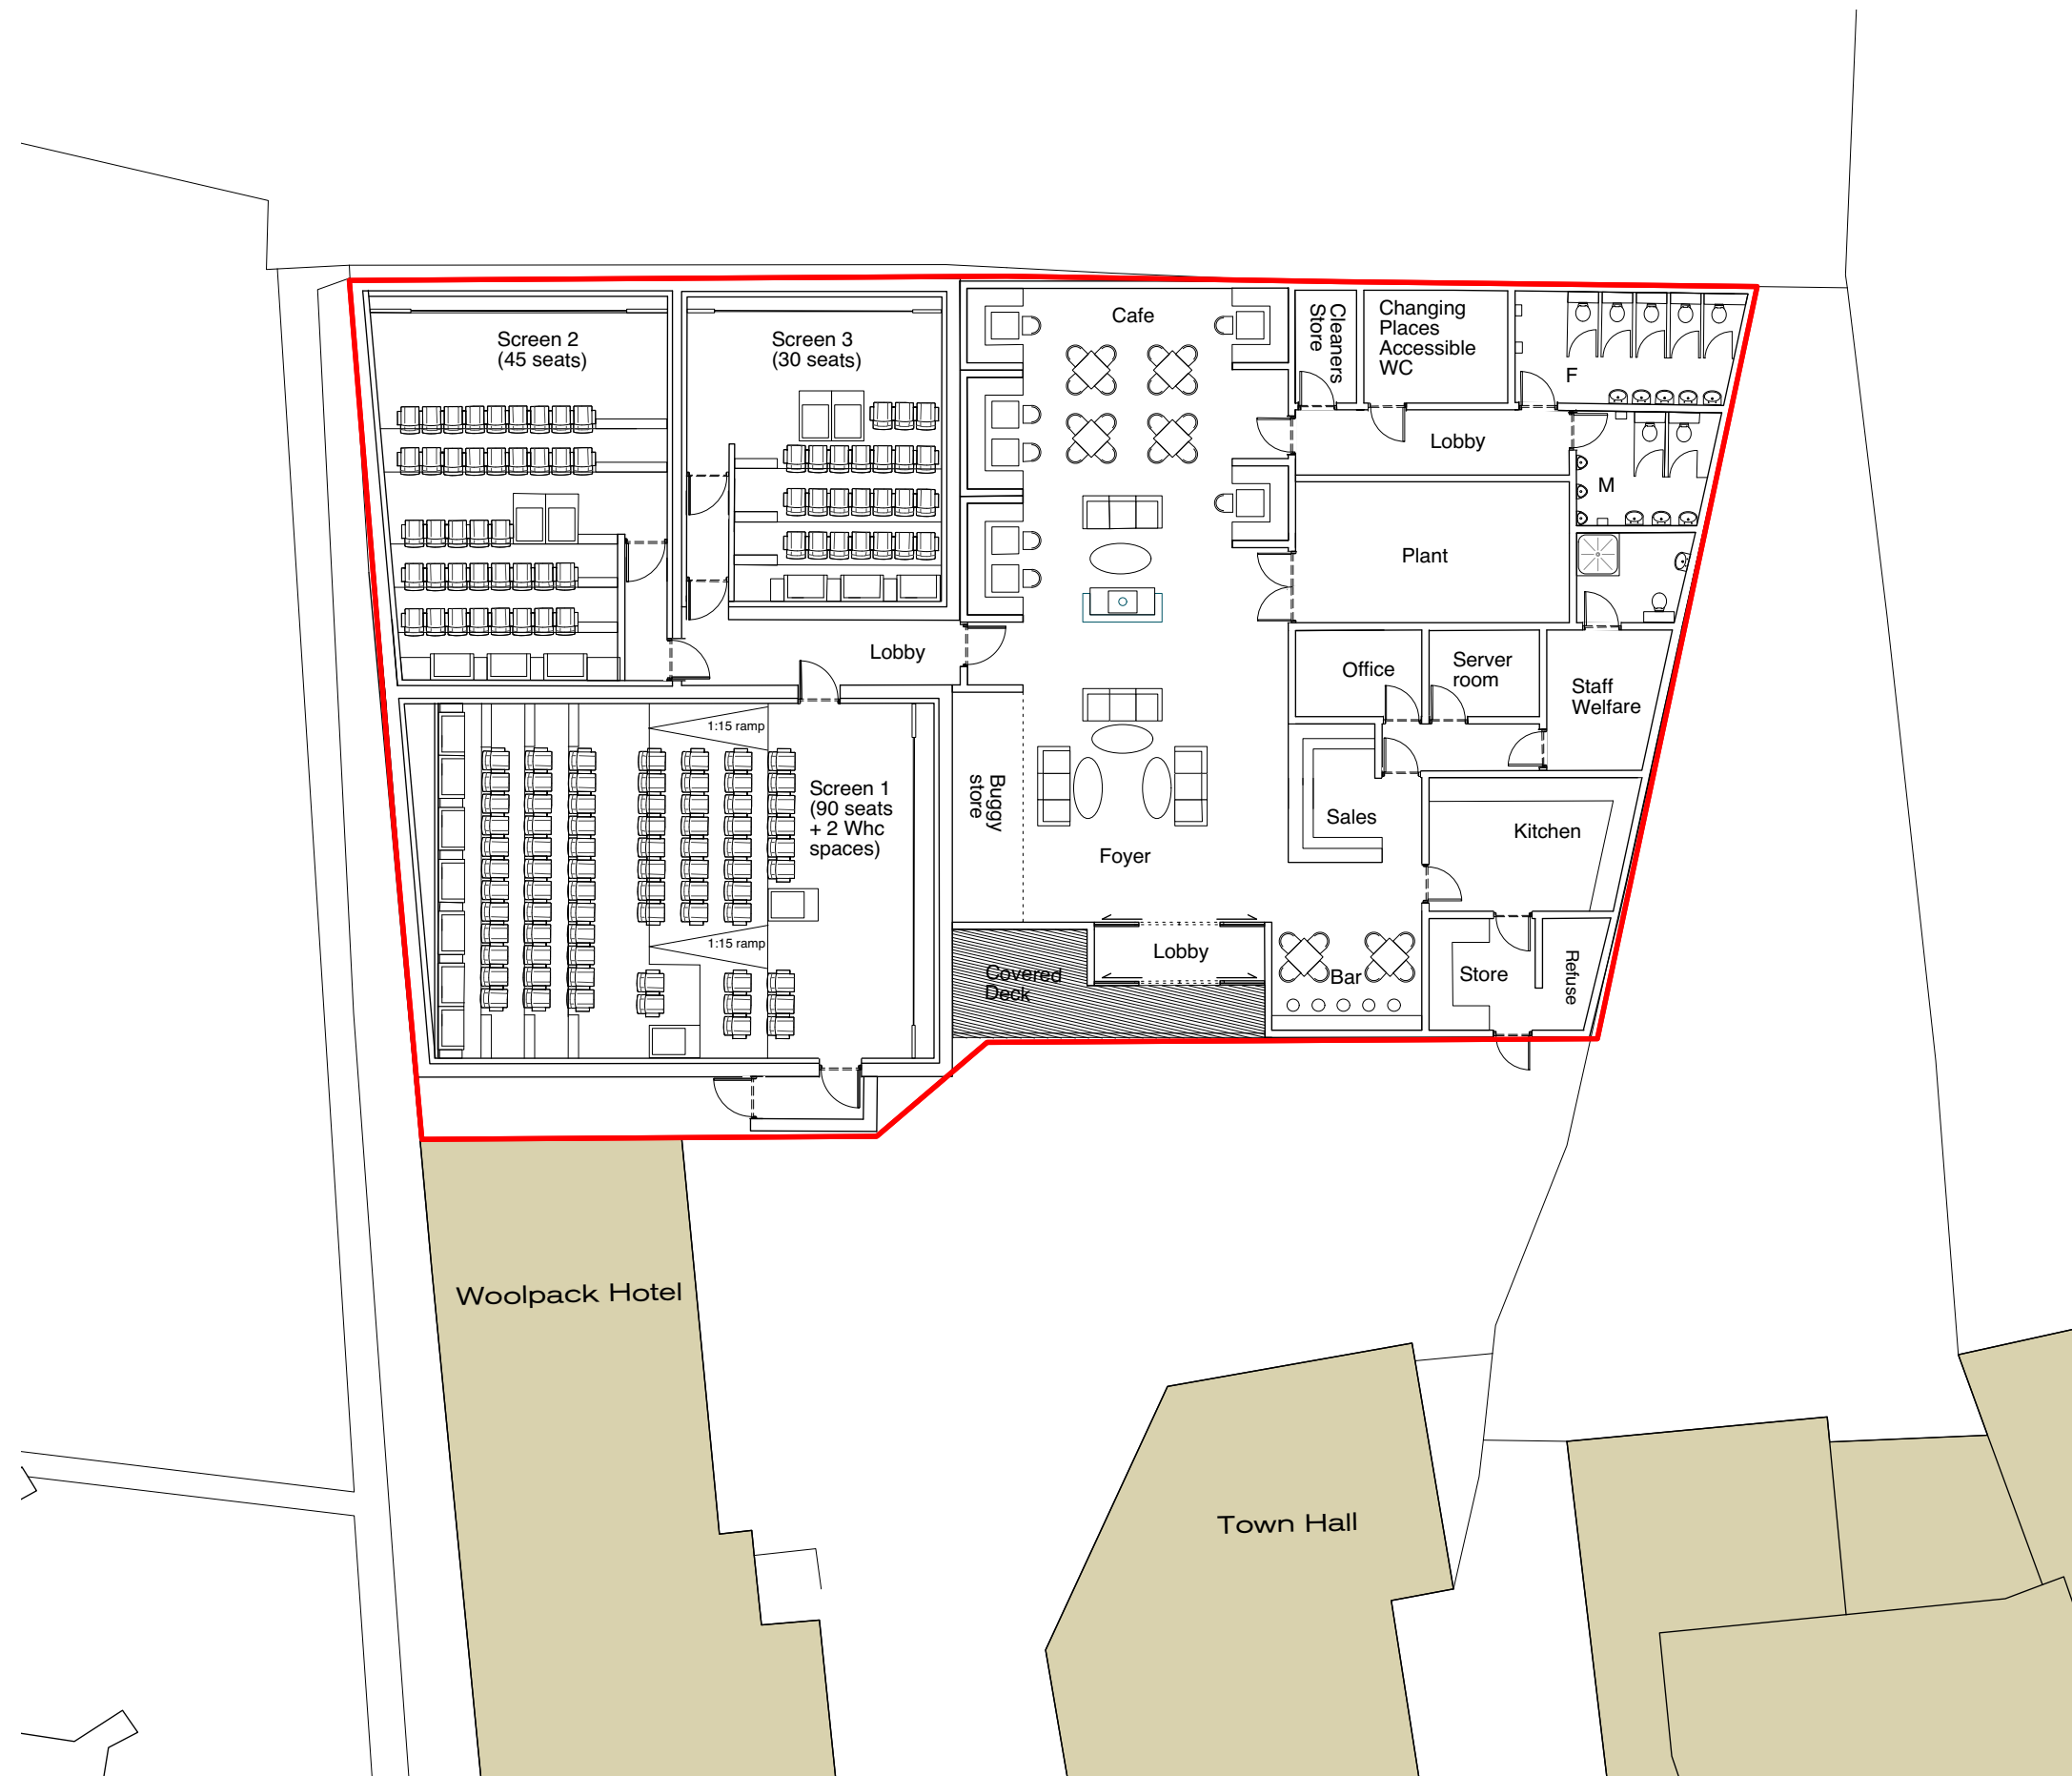 Screen 2
(45 seats)
Screen 3
(30 seats)
Cafe
Cleaners
Store
Changing
Places
Accessible
WC
F
Lobby
M
Plant
Lobby
Office
Server
room
Staff
Welfare
1:15 ramp
Screen 1
(90 seats
+ 2 Whc
spaces)
Buggy
store
Sales
Kitchen
Foyer
1:15 ramp
Lobby
Covered
Deck
Bar
Store
Refuse
Woolpack Hotel
Town Hall